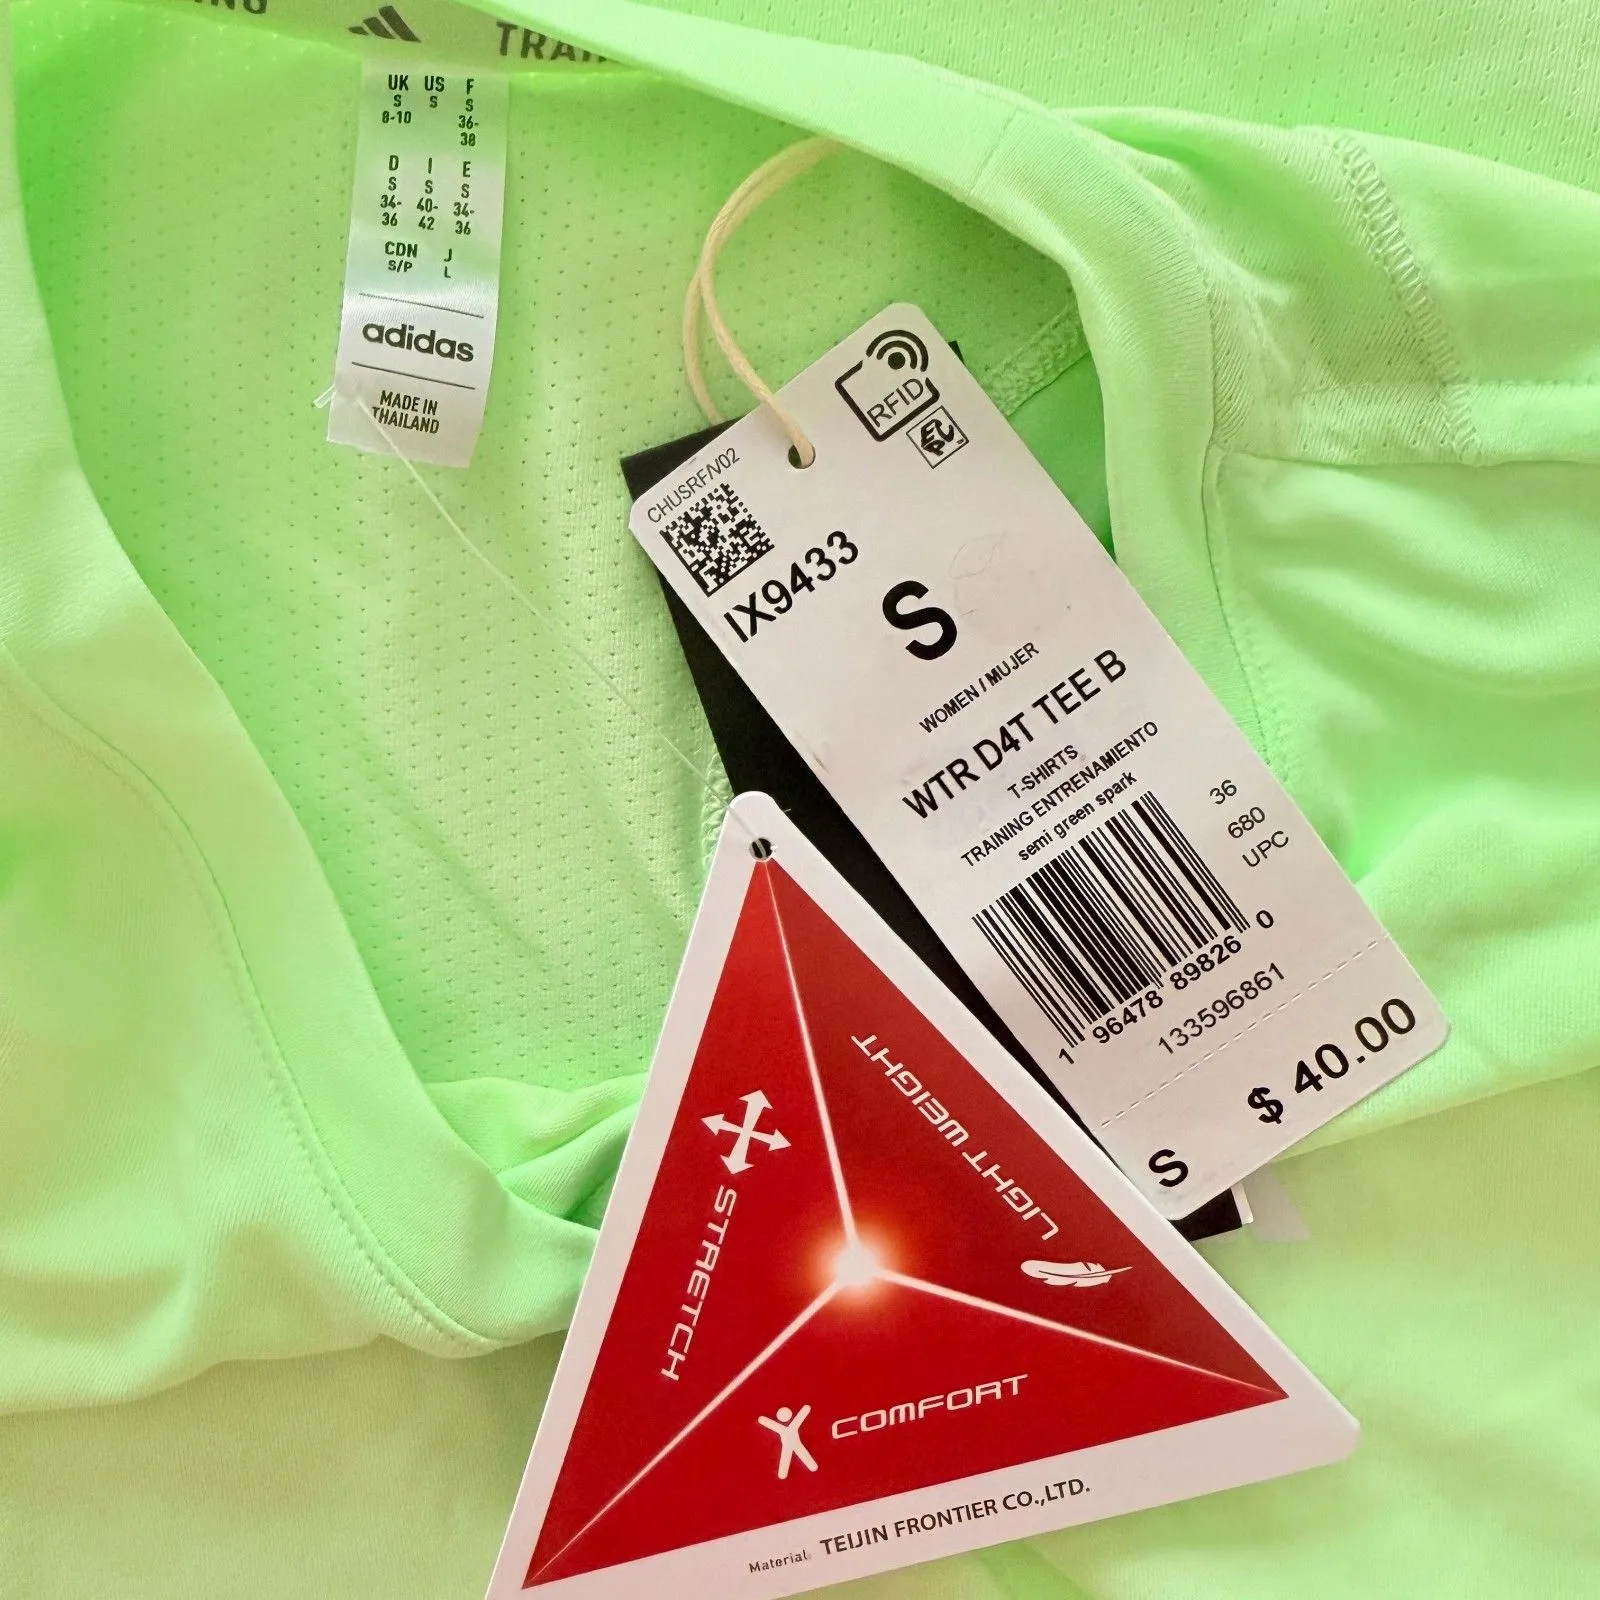 TRAI
UK US F
S S S
8-10 36-
38
D I E
S S S
34- 40- 34-
36 42 36
CDN J
S/P L
adidas
MADE IN
THAILAND
RFID
CHUSRF/V02
IX9433
S
WOMEN / MUJER
WTR D4T TEE B
T-SHIRTS
TRAINING ENTRENAMIENTO
semi green spark
36
680
UPC
1 96478 89826 0
133596861
$ 40.00
S
LIGHT WEIGHT
STRETCH
COMFORT
Material: TEIJIN FRONTIER CO.,LTD.